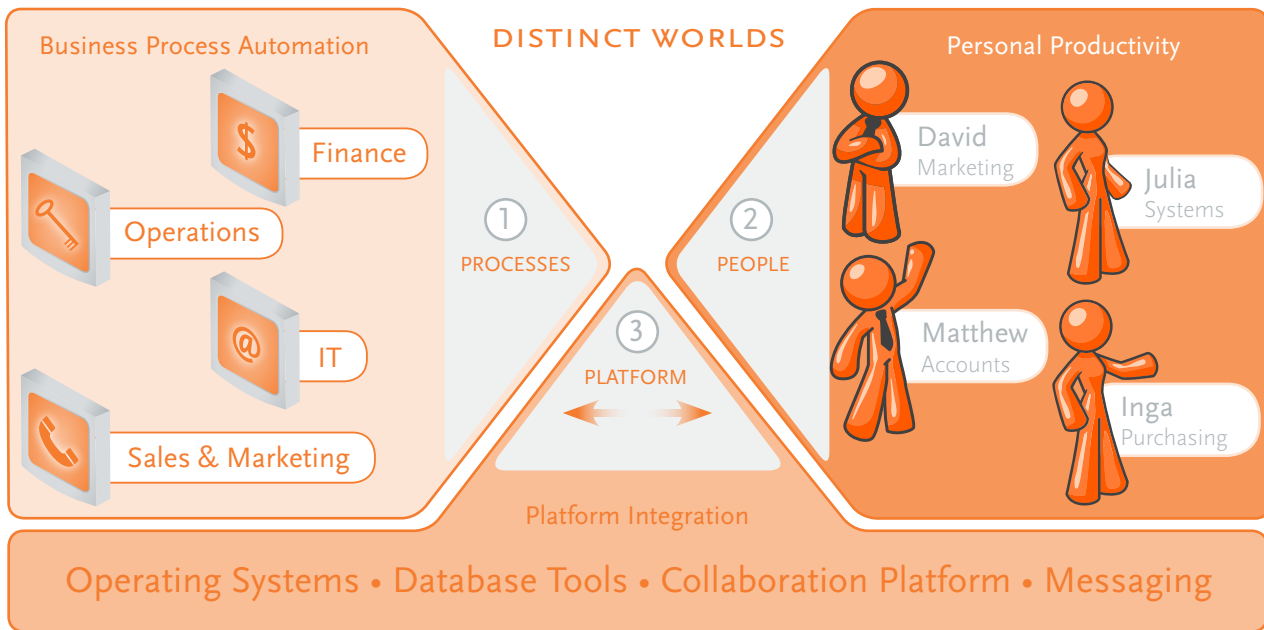 DISTINCT WORLDS
Business Process Automation
$
Finance
Operations
@
IT
Sales & Marketing
1
PROCESSES
2
PEOPLE
3
PLATFORM
Personal Productivity
David
Marketing
Julia
Systems
Matthew
Accounts
Inga
Purchasing
Platform Integration
Operating Systems • Database Tools • Collaboration Platform • Messaging